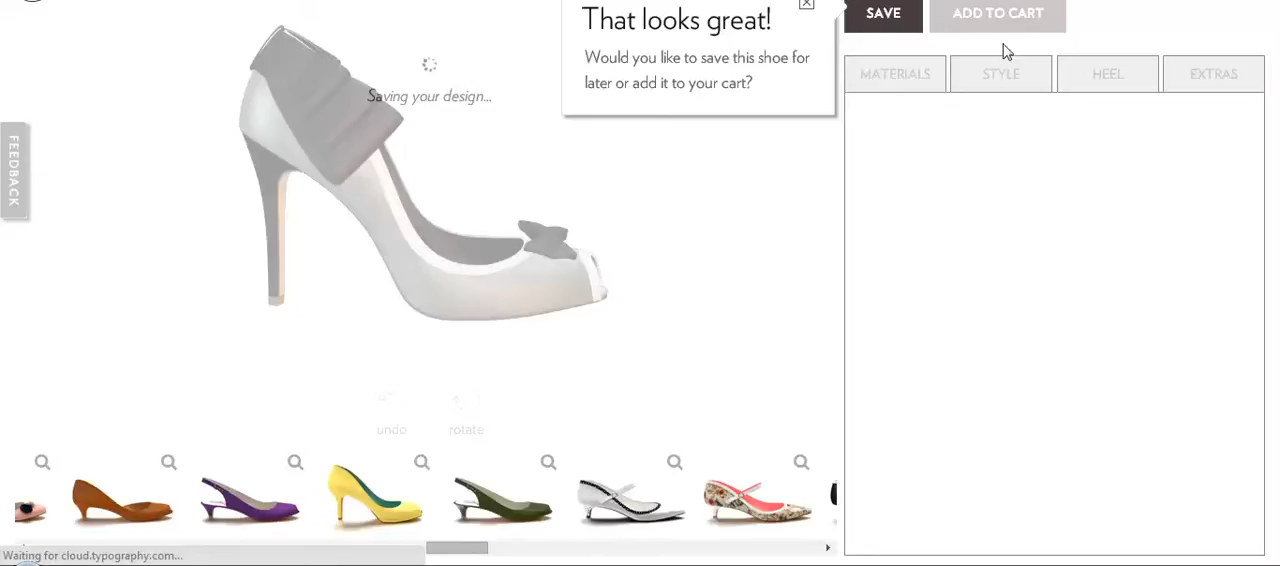 That looks great!
Would you like to save this shoe for
later or add it to your cart?
SAVE
ADD TO CART
MATERIALS
STYLE
HEEL
EXTRAS
Saving your design...
FEEDBACK
undo
rotate
Waiting for cloud.typography.com...